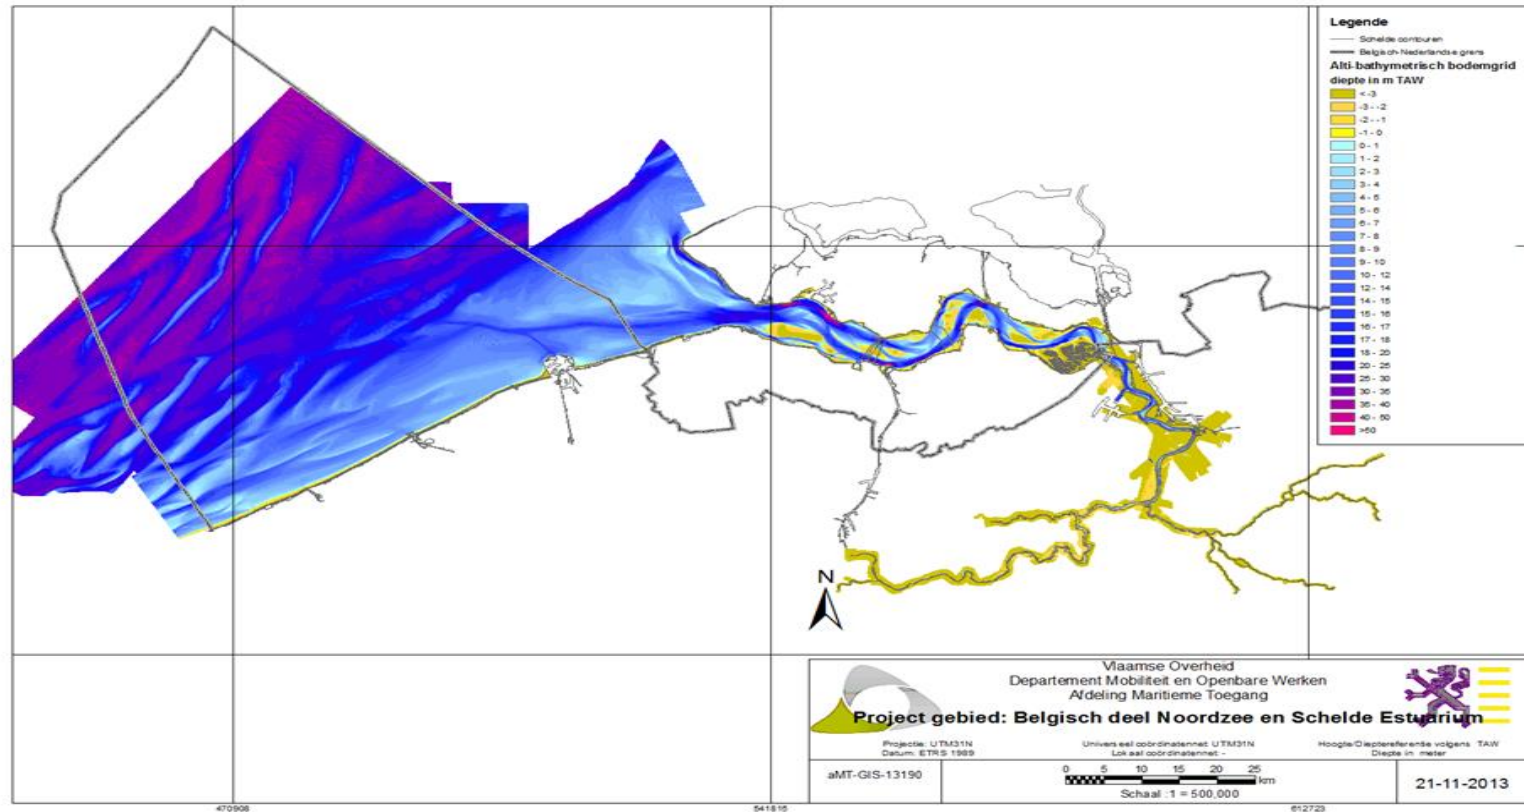 Legende
Schelde contouren
Belgisch-Nederlandse grens
Alti-bathymetrisch bodemgrid
diepte in m TAW
<-3
-3 - -2
-2 - -1
-1 - 0
0 - 1
1 - 2
2 - 3
3 - 4
4 - 5
5 - 6
6 - 7
7 - 8
8 - 9
9 - 10
10 - 12
12 - 14
14 - 15
15 - 16
16 - 17
17 - 18
18 - 20
20 - 25
25 - 30
30 - 35
35 - 40
40 - 50
>50
N
Vlaamse Overheid
Departement Mobiliteit en Openbare Werken
Afdeling Maritieme Toegang
Project gebied: Belgisch deel Noordzee en Schelde Estuarium
Projectie: UTM31N
Datum: ETRS 1989
Universeel coördinatennet: UTM31N
Lokaal coördinatennet: -
Hoogte/Dieptereferentie volgens TAW
Diepte in meter
aMT-GIS-13190
0 5 10 15 20 25
km
Schaal :1 = 500,000
21-11-2013
470908 541815 612723